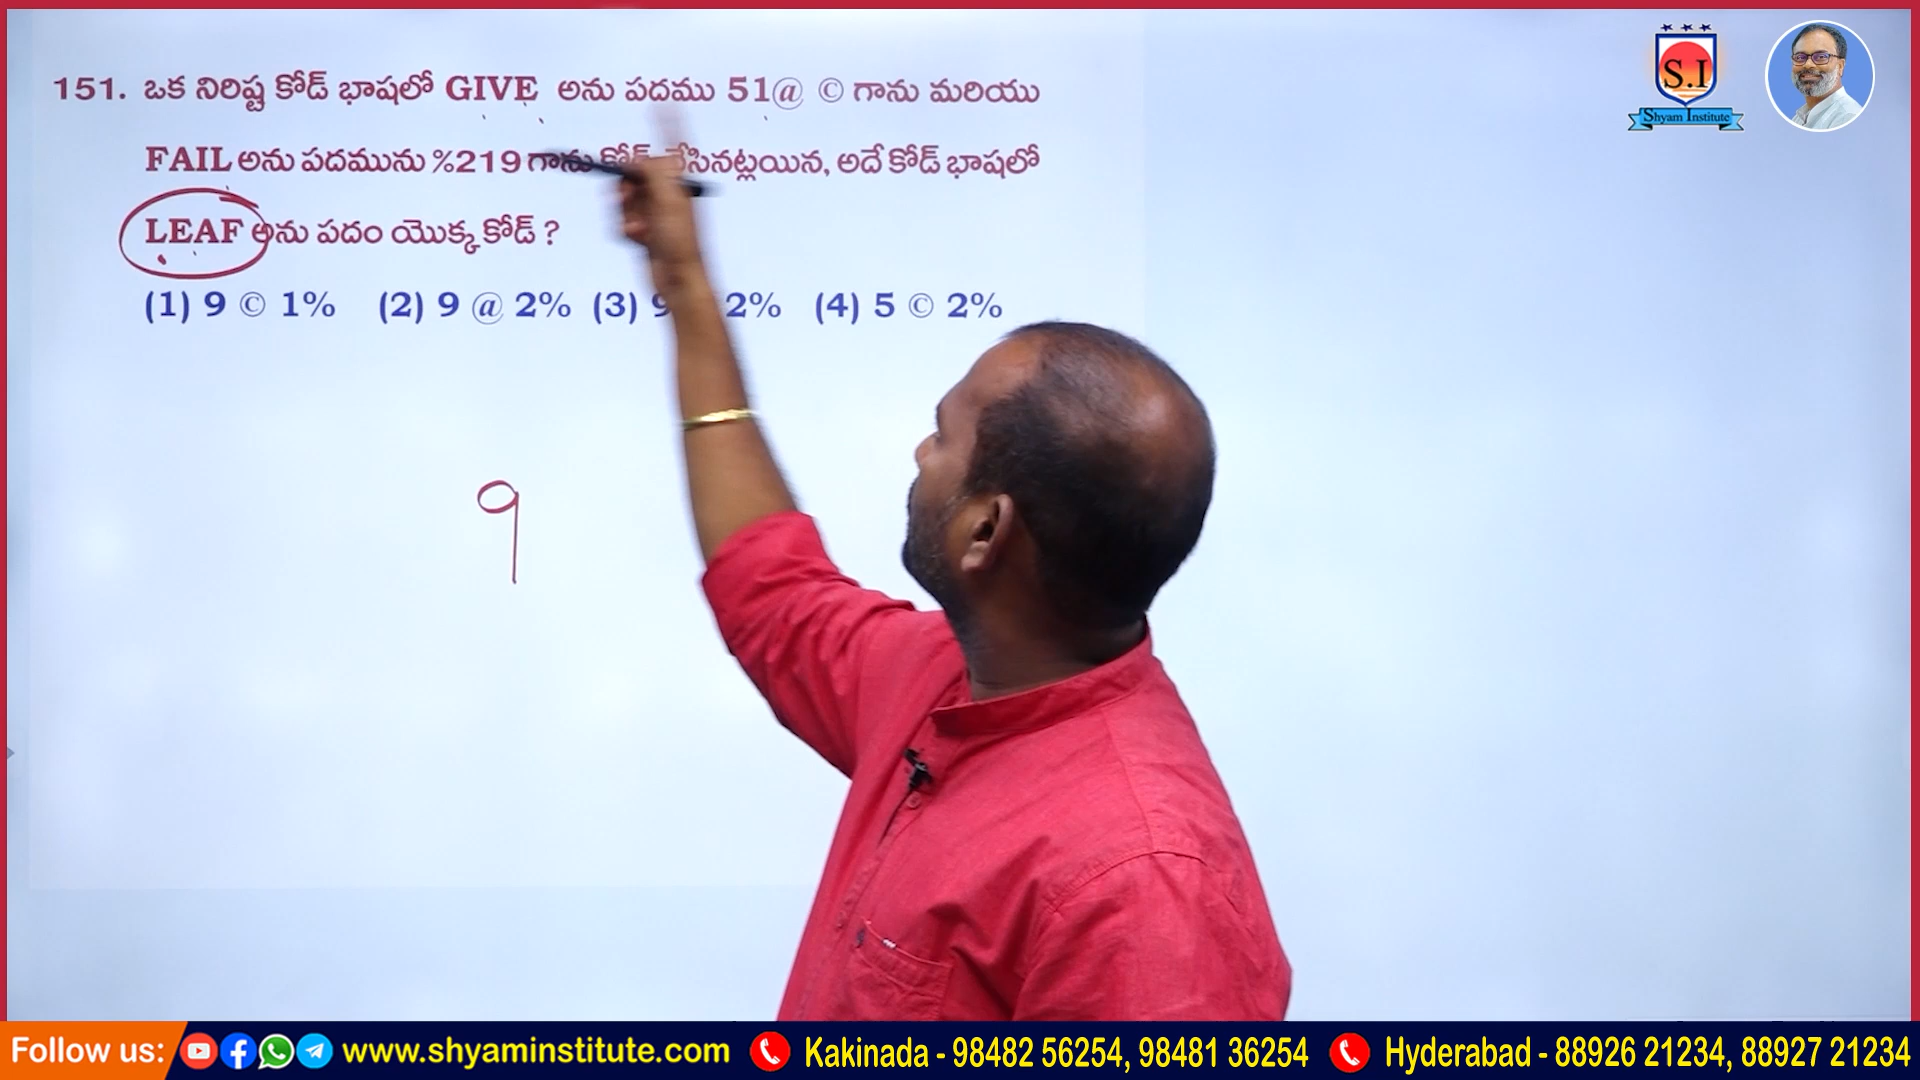 151. ఒక నిరిష్ట కోడ్ భాషలో GIVE అను పదము 51@ © గాను మరియు
FAIL అను పదమును %219 గాను కోడ్ చేసినట్లయిన, అదే కోడ్ భాషలో
LEAF అను పదం యొక్క కోడ్ ?
(1) 9 © 1% (2) 9 @ 2% (3) 9 2% (4) 5 © 2%
9
S.I
Shyam Institute
Follow us: www.shyaminstitute.com Kakinada - 98482 56254, 98481 36254 Hyderabad - 88926 21234, 88927 21234